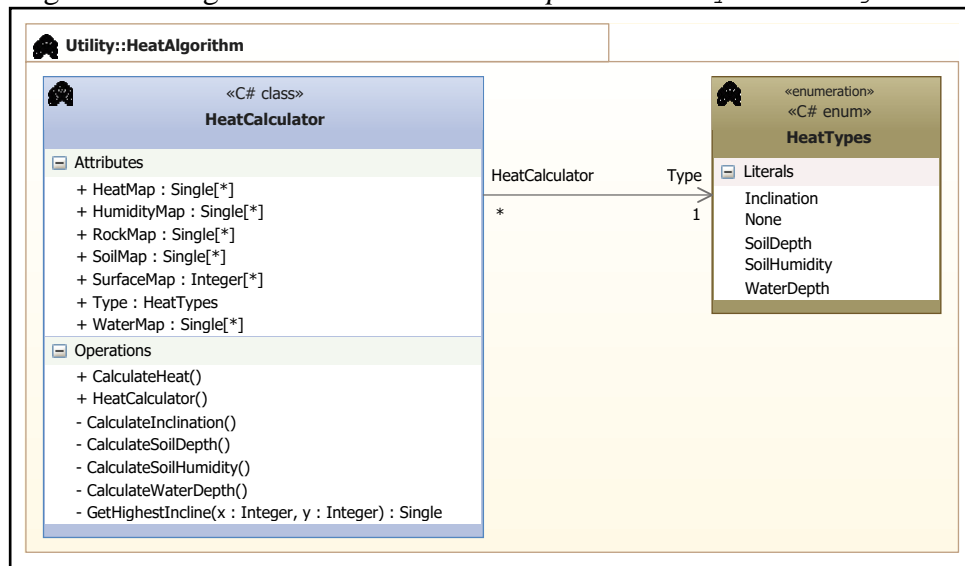 Utility::HeatAlgorithm
«C# class»
HeatCalculator
Attributes
+ HeatMap : Single[*]
+ HumidityMap : Single[*]
+ RockMap : Single[*]
+ SoilMap : Single[*]
+ SurfaceMap : Integer[*]
+ Type : HeatTypes
+ WaterMap : Single[*]
Operations
+ CalculateHeat()
+ HeatCalculator()
- CalculateInclination()
- CalculateSoilDepth()
- CalculateSoilHumidity()
- CalculateWaterDepth()
- GetHighestIncline(x : Integer, y : Integer) : Single
HeatCalculator Type
* 1
«enumeration»
«C# enum»
HeatTypes
Literals
Inclination
None
SoilDepth
SoilHumidity
WaterDepth